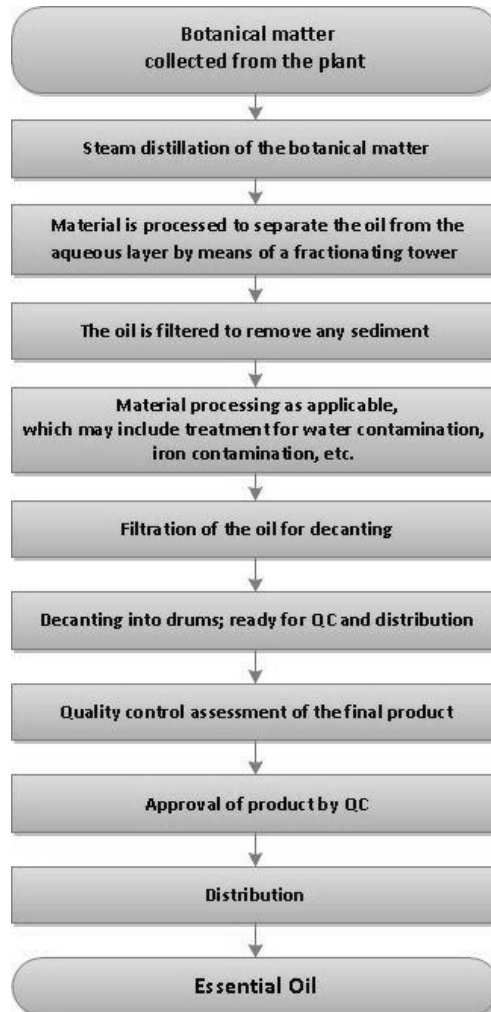 Botanical matter
collected from the plant
Steam distillation of the botanical matter
Material is processed to separate the oil from the
aqueous layer by means of a fractionating tower
The oil is filtered to remove any sediment
Material processing as applicable,
which may include treatment for water contamination,
iron contamination, etc.
Filtration of the oil for decanting
Decanting into drums; ready for QC and distribution
Quality control assessment of the final product
Approval of product by QC
Distribution
Essential Oil